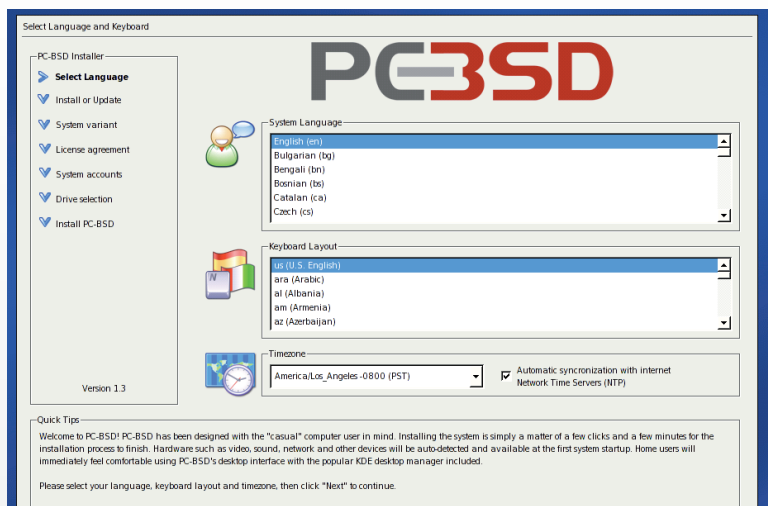 Select Language and Keyboard
PC-BSD Installer
Select Language
Install or Update
System variant
License agreement
System accounts
Drive selection
Install PC-BSD
Version 1.3
PCBSD
System Language
English (en)
Bulgarian (bg)
Bengali (bn)
Bosnian (bs)
Catalan (ca)
Czech (cs)
Keyboard Layout
N
us (U.S. English)
ara (Arabic)
al (Albania)
am (Armenia)
az (Azerbaijan)
Timezone
America/Los_Angeles -0800 (PST)
Automatic syncronization with internet
Network Time Servers (NTP)
Quick Tips
Welcome to PC-BSD! PC-BSD has been designed with the "casual" computer user in mind. Installing the system is simply a matter of a few clicks and a few minutes for the
installation process to finish. Hardware such as video, sound, network and other devices will be auto-detected and available at the first system startup. Home users will
immediately feel comfortable using PC-BSD's desktop interface with the popular KDE desktop manager included.
Please select your language, keyboard layout and timezone, then click "Next" to continue.